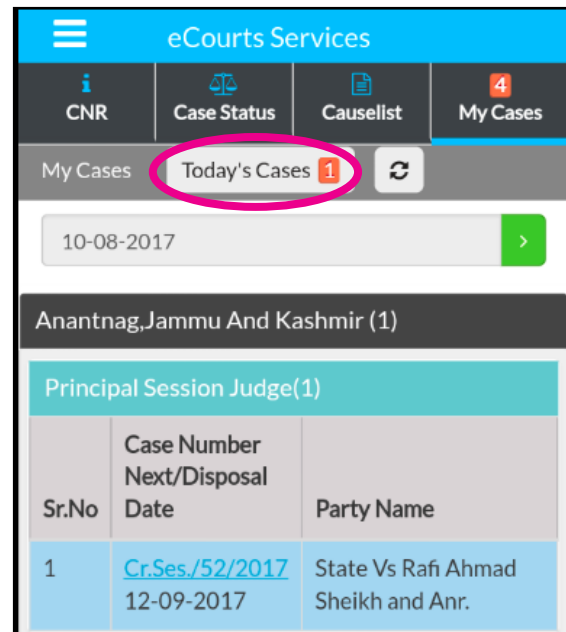 eCourts Services
CNR
Case Status
Causelist
4
My Cases
My Cases Today's Cases 1
10-08-2017
Anantnag,Jammu And Kashmir (1)
Principal Session Judge(1)
Sr.No
Case Number
Next/Disposal
Date
Party Name
1
Cr.Ses./52/2017
12-09-2017
State Vs Rafi Ahmad
Sheikh and Anr.